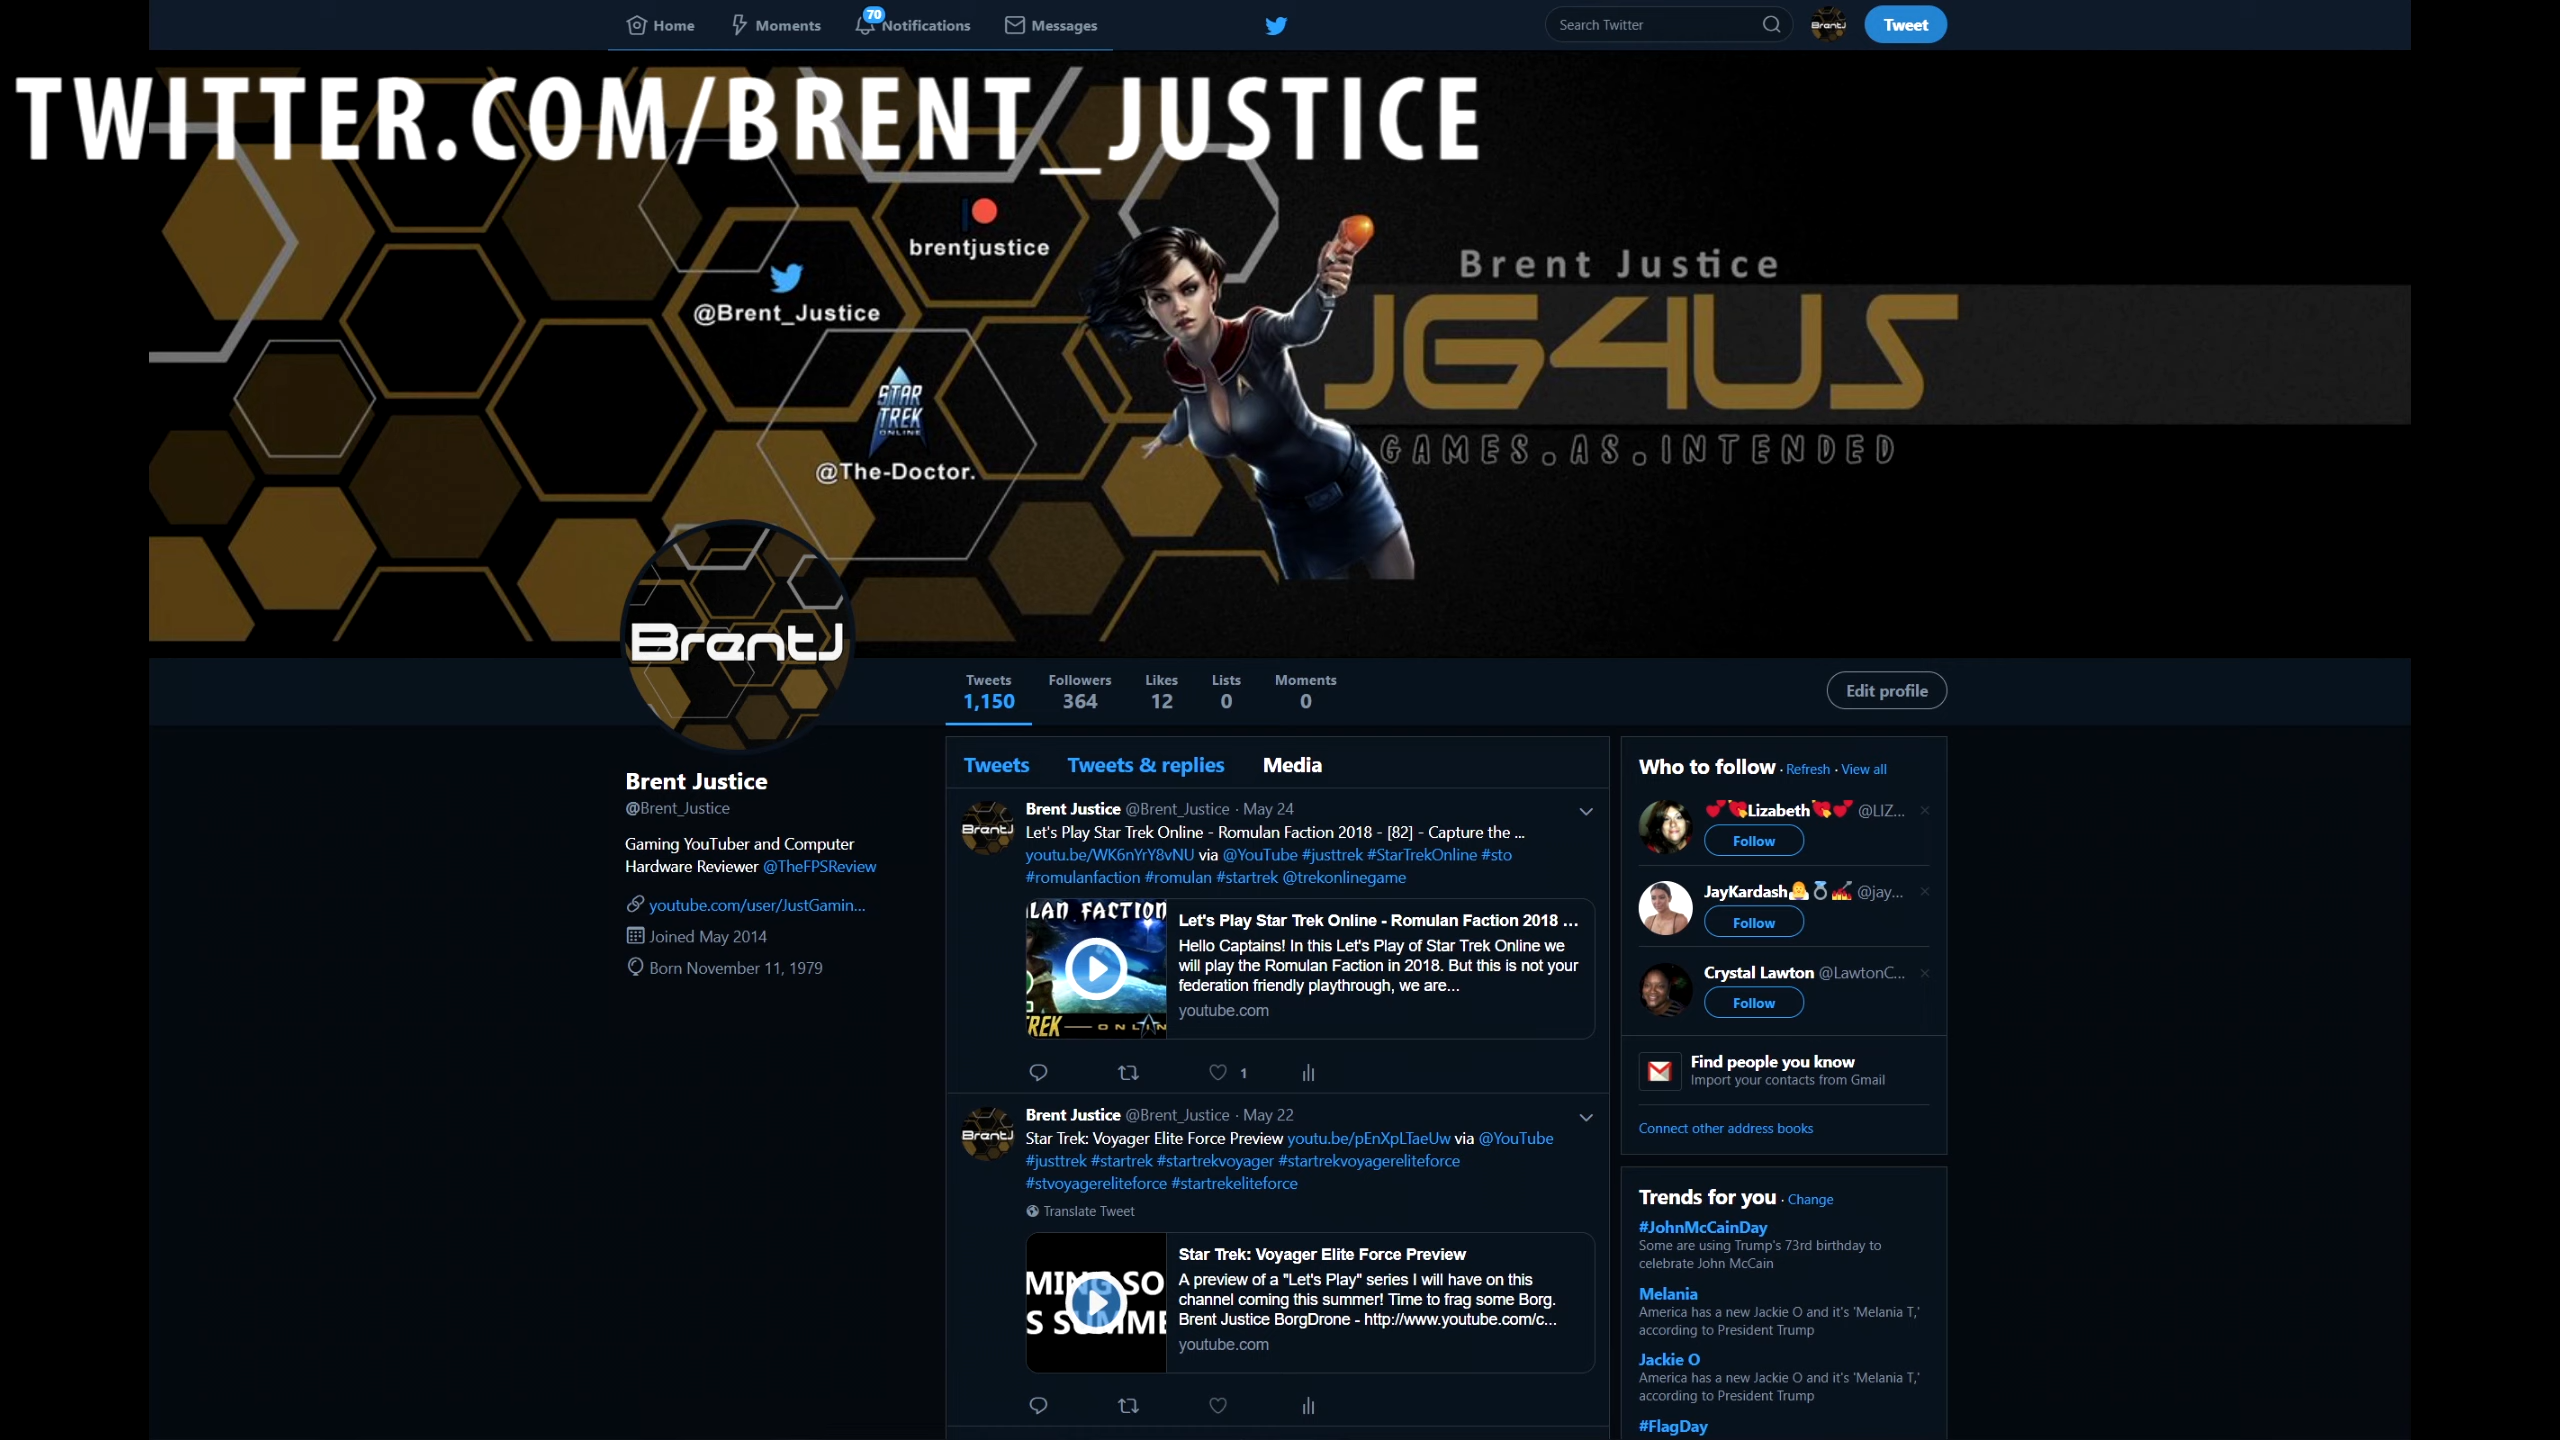 Home
Moments
70
Notifications
Messages
Search Twitter
BrentJ
Tweet
TWITTER.COM/BRENT_JUSTICE
brentjustice
@Brent_Justice
STAR
TREK
ONLINE
@The-Doctor.
Brent Justice
JG4US
GAMES.AS.INTENDED
BrentJ
Tweets Followers Likes Lists Moments
1,150 364 12 0 0
Edit profile
Brent Justice
@Brent_Justice
Gaming YouTuber and Computer
Hardware Reviewer @TheFPSReview
youtube.com/user/JustGamin...
Joined May 2014
Born November 11, 1979
Tweets Tweets & replies Media
BrentJ
Brent Justice @Brent_Justice · May 24
Let's Play Star Trek Online - Romulan Faction 2018 - [82] - Capture the ...
youtu.be/WK6nYrY8vNU via @YouTube #justtrek #StarTrekOnline #sto
#romulanfaction #romulan #startrek @trekonlinegame
LAN FACTION
REK ONLIN
Let's Play Star Trek Online - Romulan Faction 2018 ...
Hello Captains! In this Let's Play of Star Trek Online we
will play the Romulan Faction in 2018. But this is not your
federation friendly playthrough, we are...
youtube.com
1
BrentJ
Brent Justice @Brent_Justice · May 22
Star Trek: Voyager Elite Force Preview youtu.be/pEnXpLTaeUw via @YouTube
#justtrek #startrek #startrekvoyager #startrekvoyagereliteforce
#stvoyagereliteforce #startrekeliteforce
Translate Tweet
MING SO
S SUMME
Star Trek: Voyager Elite Force Preview
A preview of a "Let's Play" series I will have on this
channel coming this summer! Time to frag some Borg.
Brent Justice BorgDrone - http://www.youtube.com/c...
youtube.com
Who to follow · Refresh · View all
Lizabeth @LIZ...
Follow
JayKardash @jay...
Follow
Crystal Lawton @LawtonC...
Follow
Find people you know
Import your contacts from Gmail
Connect other address books
Trends for you · Change
#JohnMcCainDay
Some are using Trump's 73rd birthday to
celebrate John McCain
Melania
America has a new Jackie O and it's 'Melania T,'
according to President Trump
Jackie O
America has a new Jackie O and it's 'Melania T,'
according to President Trump
#FlagDay